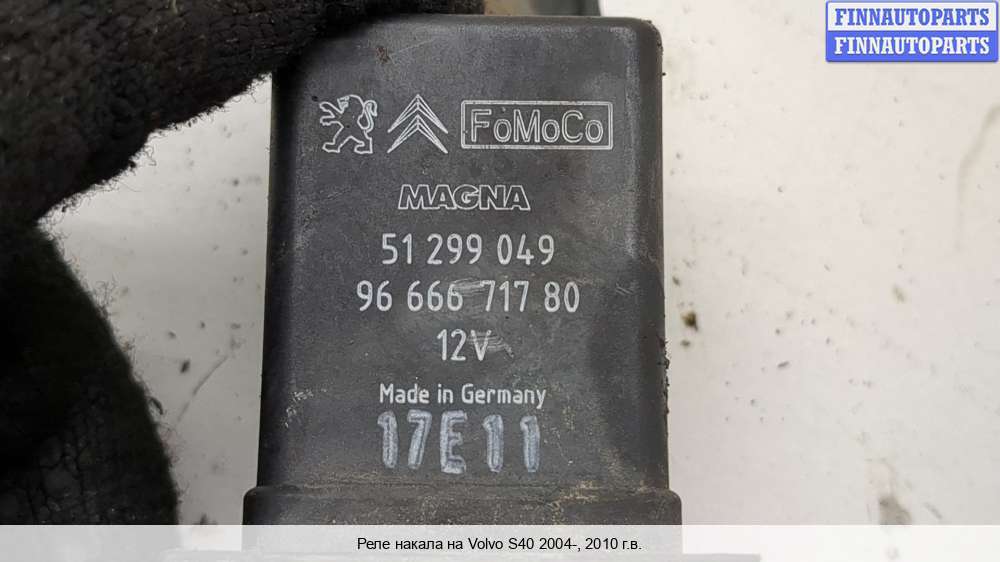 FINNAUTOPARTS
FINNAUTOPARTS
FoMoCo
MAGNA
51 299 049
96 666 717 80
12V
Made in Germany
17E11
Реле накала на Volvo S40 2004-, 2010 г.в.